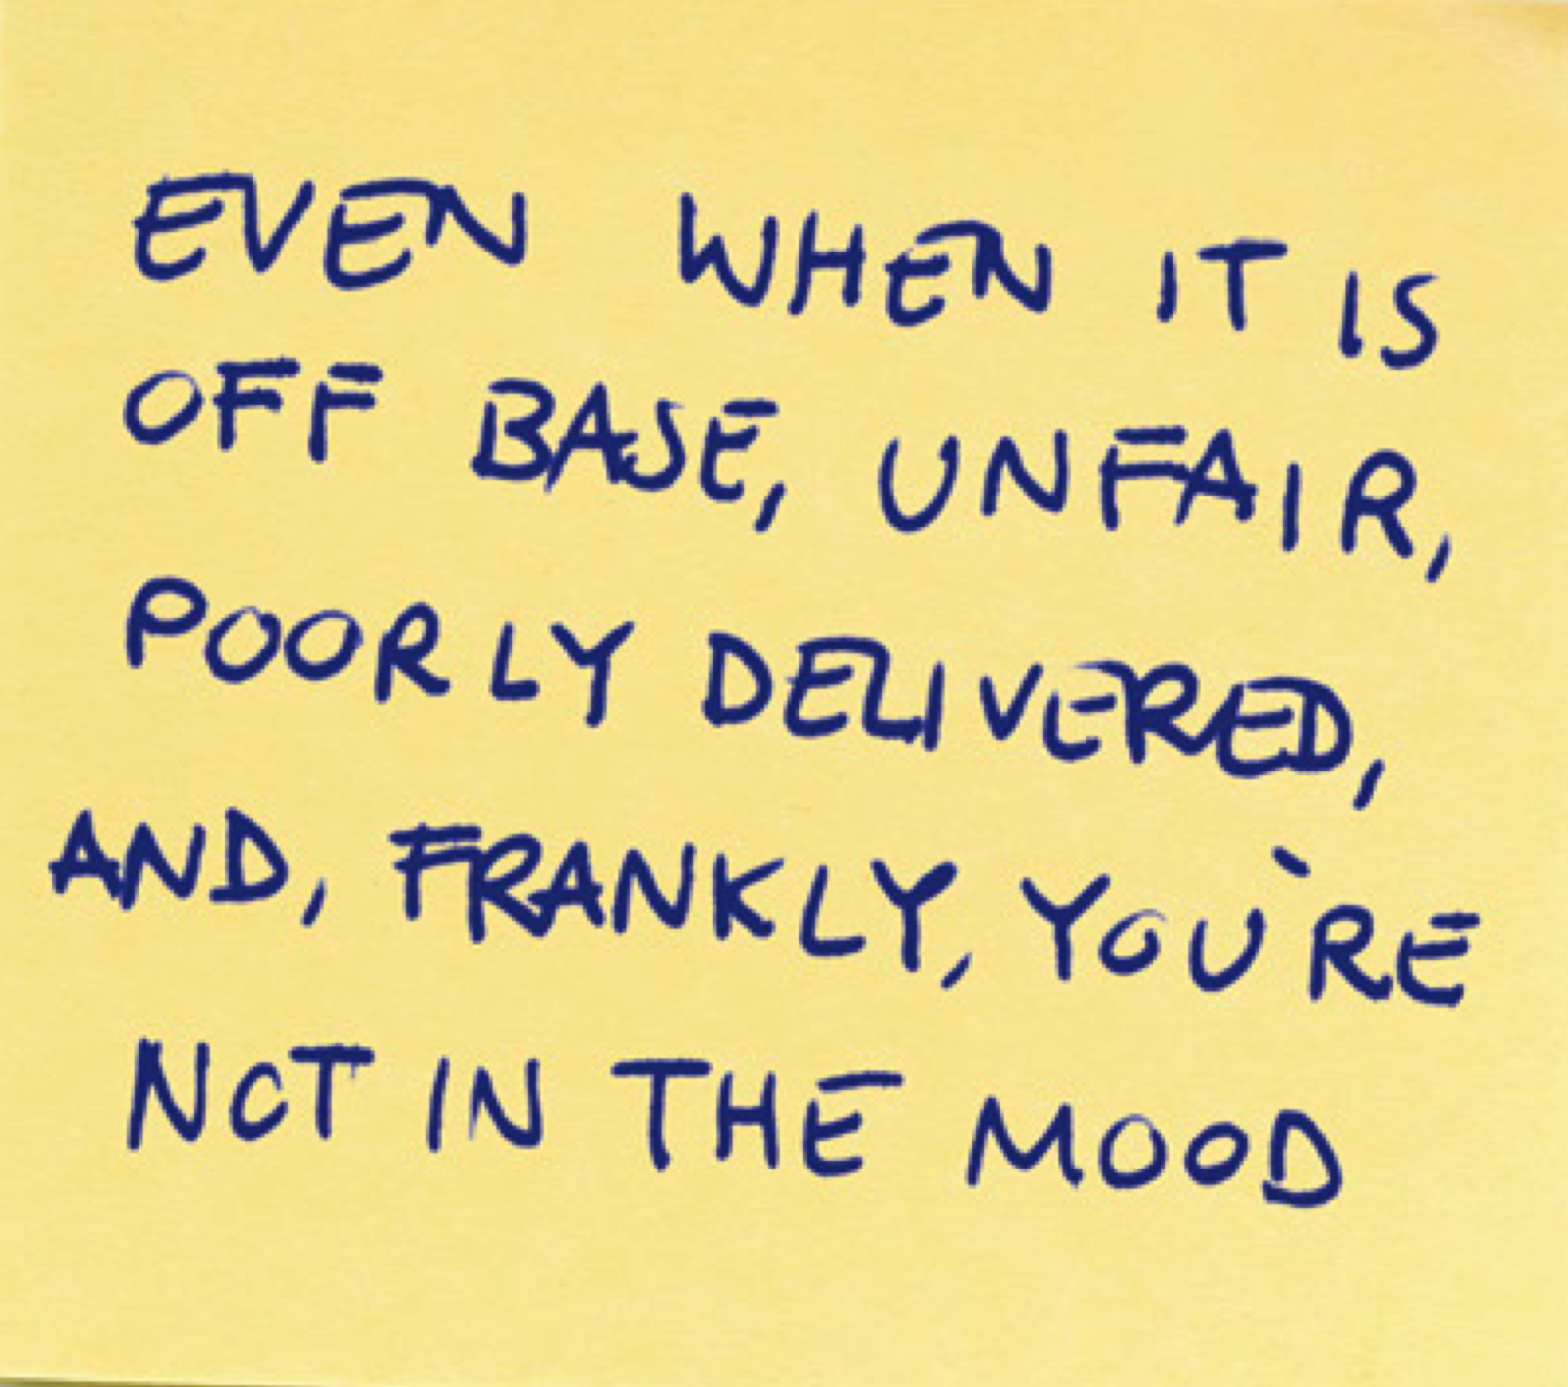 EVEN WHEN IT IS
OFF BASE, UNFAIR,
POORLY DELIVERED,
AND, FRANKLY, YOU'RE
NOT IN THE MOOD